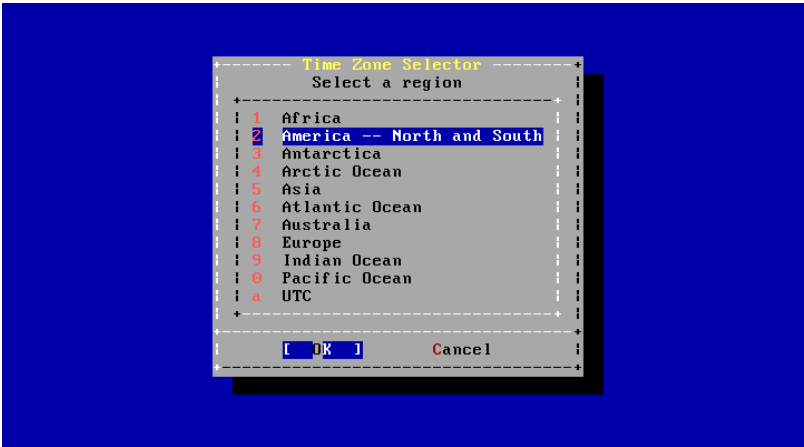 Time Zone Selector
Select a region
1 Africa
2 America -- North and South
3 Antarctica
4 Arctic Ocean
5 Asia
6 Atlantic Ocean
7 Australia
8 Europe
9 Indian Ocean
0 Pacific Ocean
a UTC
[ OK ] Cancel